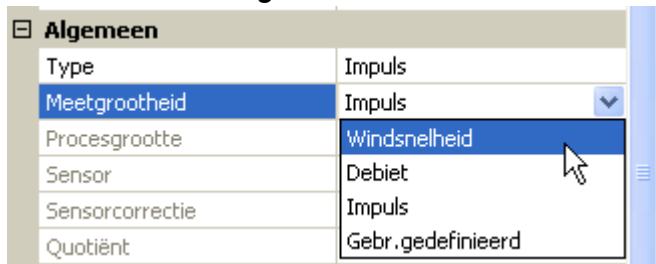 Algemeen
Type Impuls
Meetgrootheid Impuls
Procesgrootte Windsnelheid
Sensor Debiet
Sensorcorrectie Impuls
Quotiënt Gebr.gedefinieerd